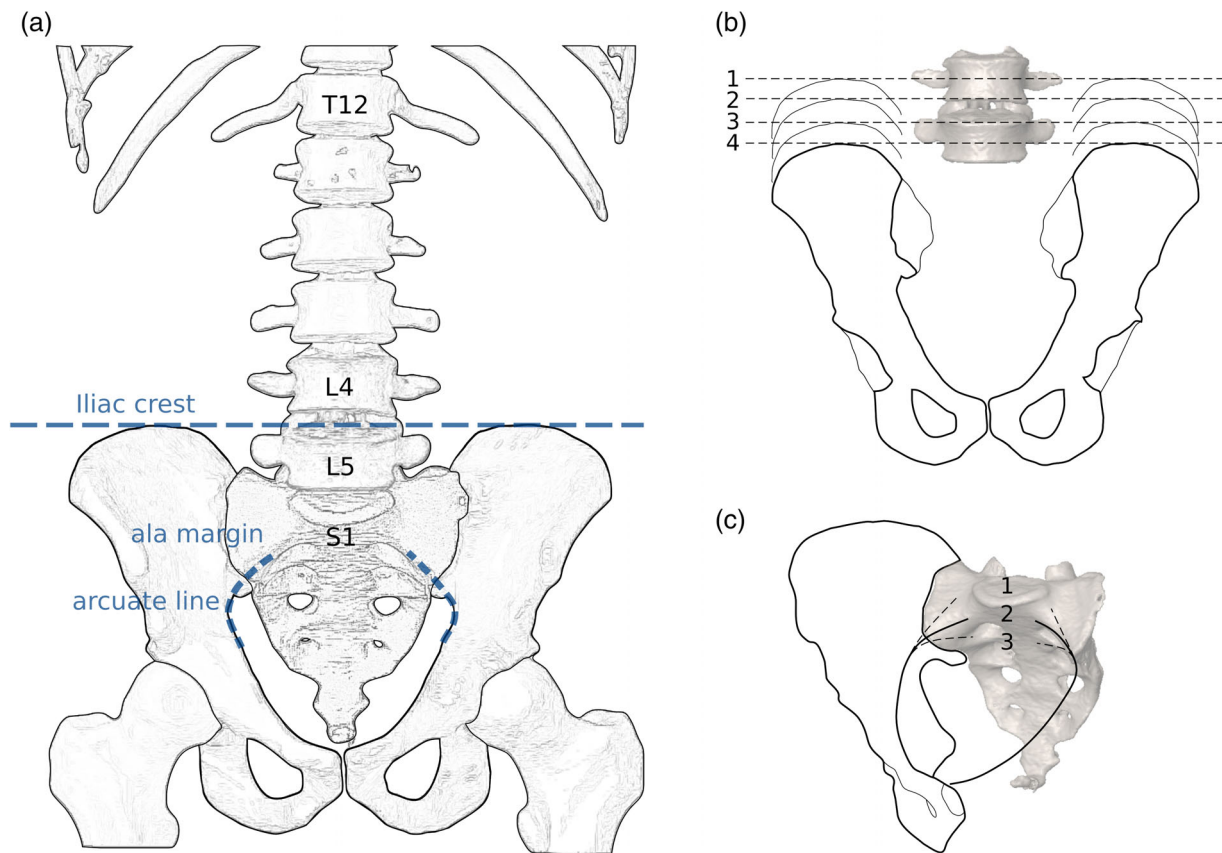 (a)
T12
L4
Iliac crest
L5
S1
ala margin
arcuate line
(b)
1
2
3
4
(c)
1
2
3